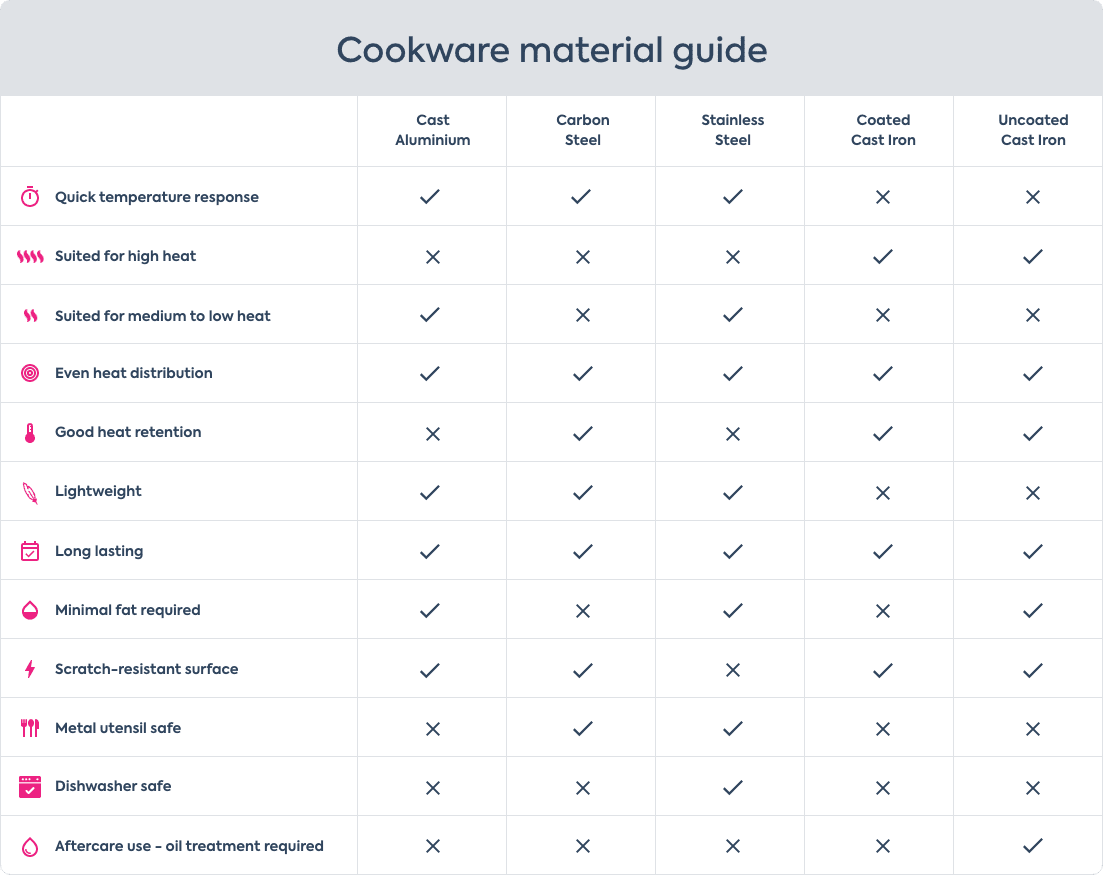 Cookware material guide
Cast
Aluminium
Carbon
Steel
Stainless
Steel
Coated
Cast Iron
Uncoated
Cast Iron
Quick temperature response
Suited for high heat
Suited for medium to low heat
Even heat distribution
Good heat retention
Lightweight
Long lasting
Minimal fat required
Scratch-resistant surface
Metal utensil safe
Dishwasher safe
Aftercare use - oil treatment required